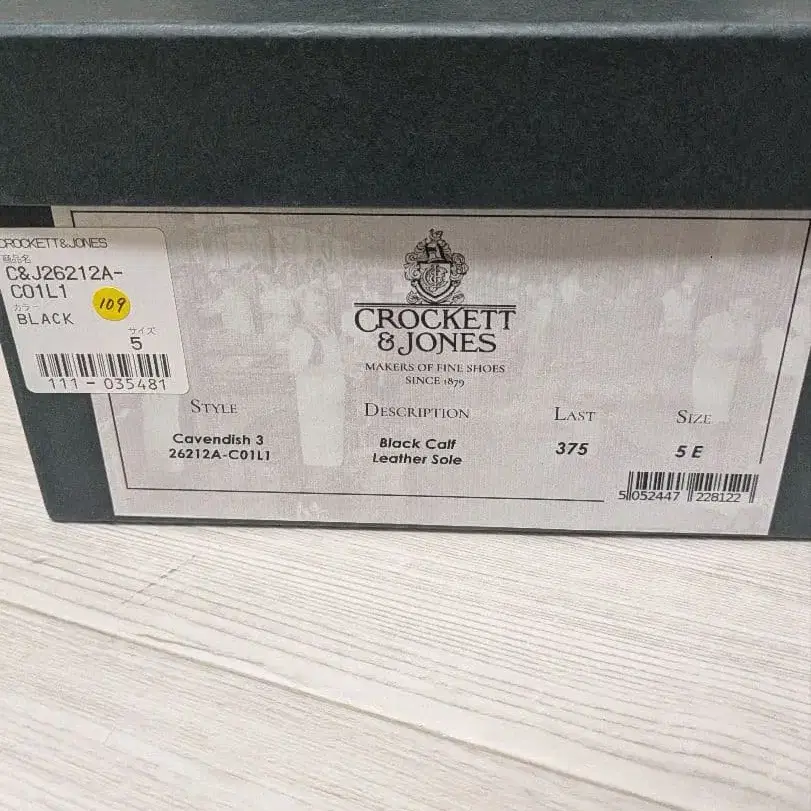 CROCKETT&JONES
商品名
C&J26212A-
C01L1
カラー
109
BLACK
サイズ
5
111-035481
CROCKETT
& JONES
MAKERS OF FINE SHOES
SINCE 1879
STYLE
DESCRIPTION
LAST
SIZE
Cavendish 3
26212A-C01L1
Black Calf
Leather Sole
375
5 E
5 052447 228122